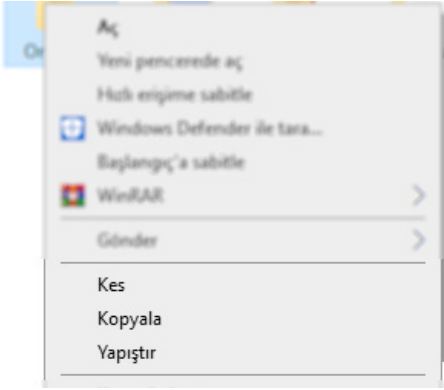 Aç
Yeni pencerede aç
Hızlı erişime sabitle
Windows Defender ile tara...
Başlangıç'a sabitle
WinRAR
Gönder
Kes
Kopyala
Yapıştır